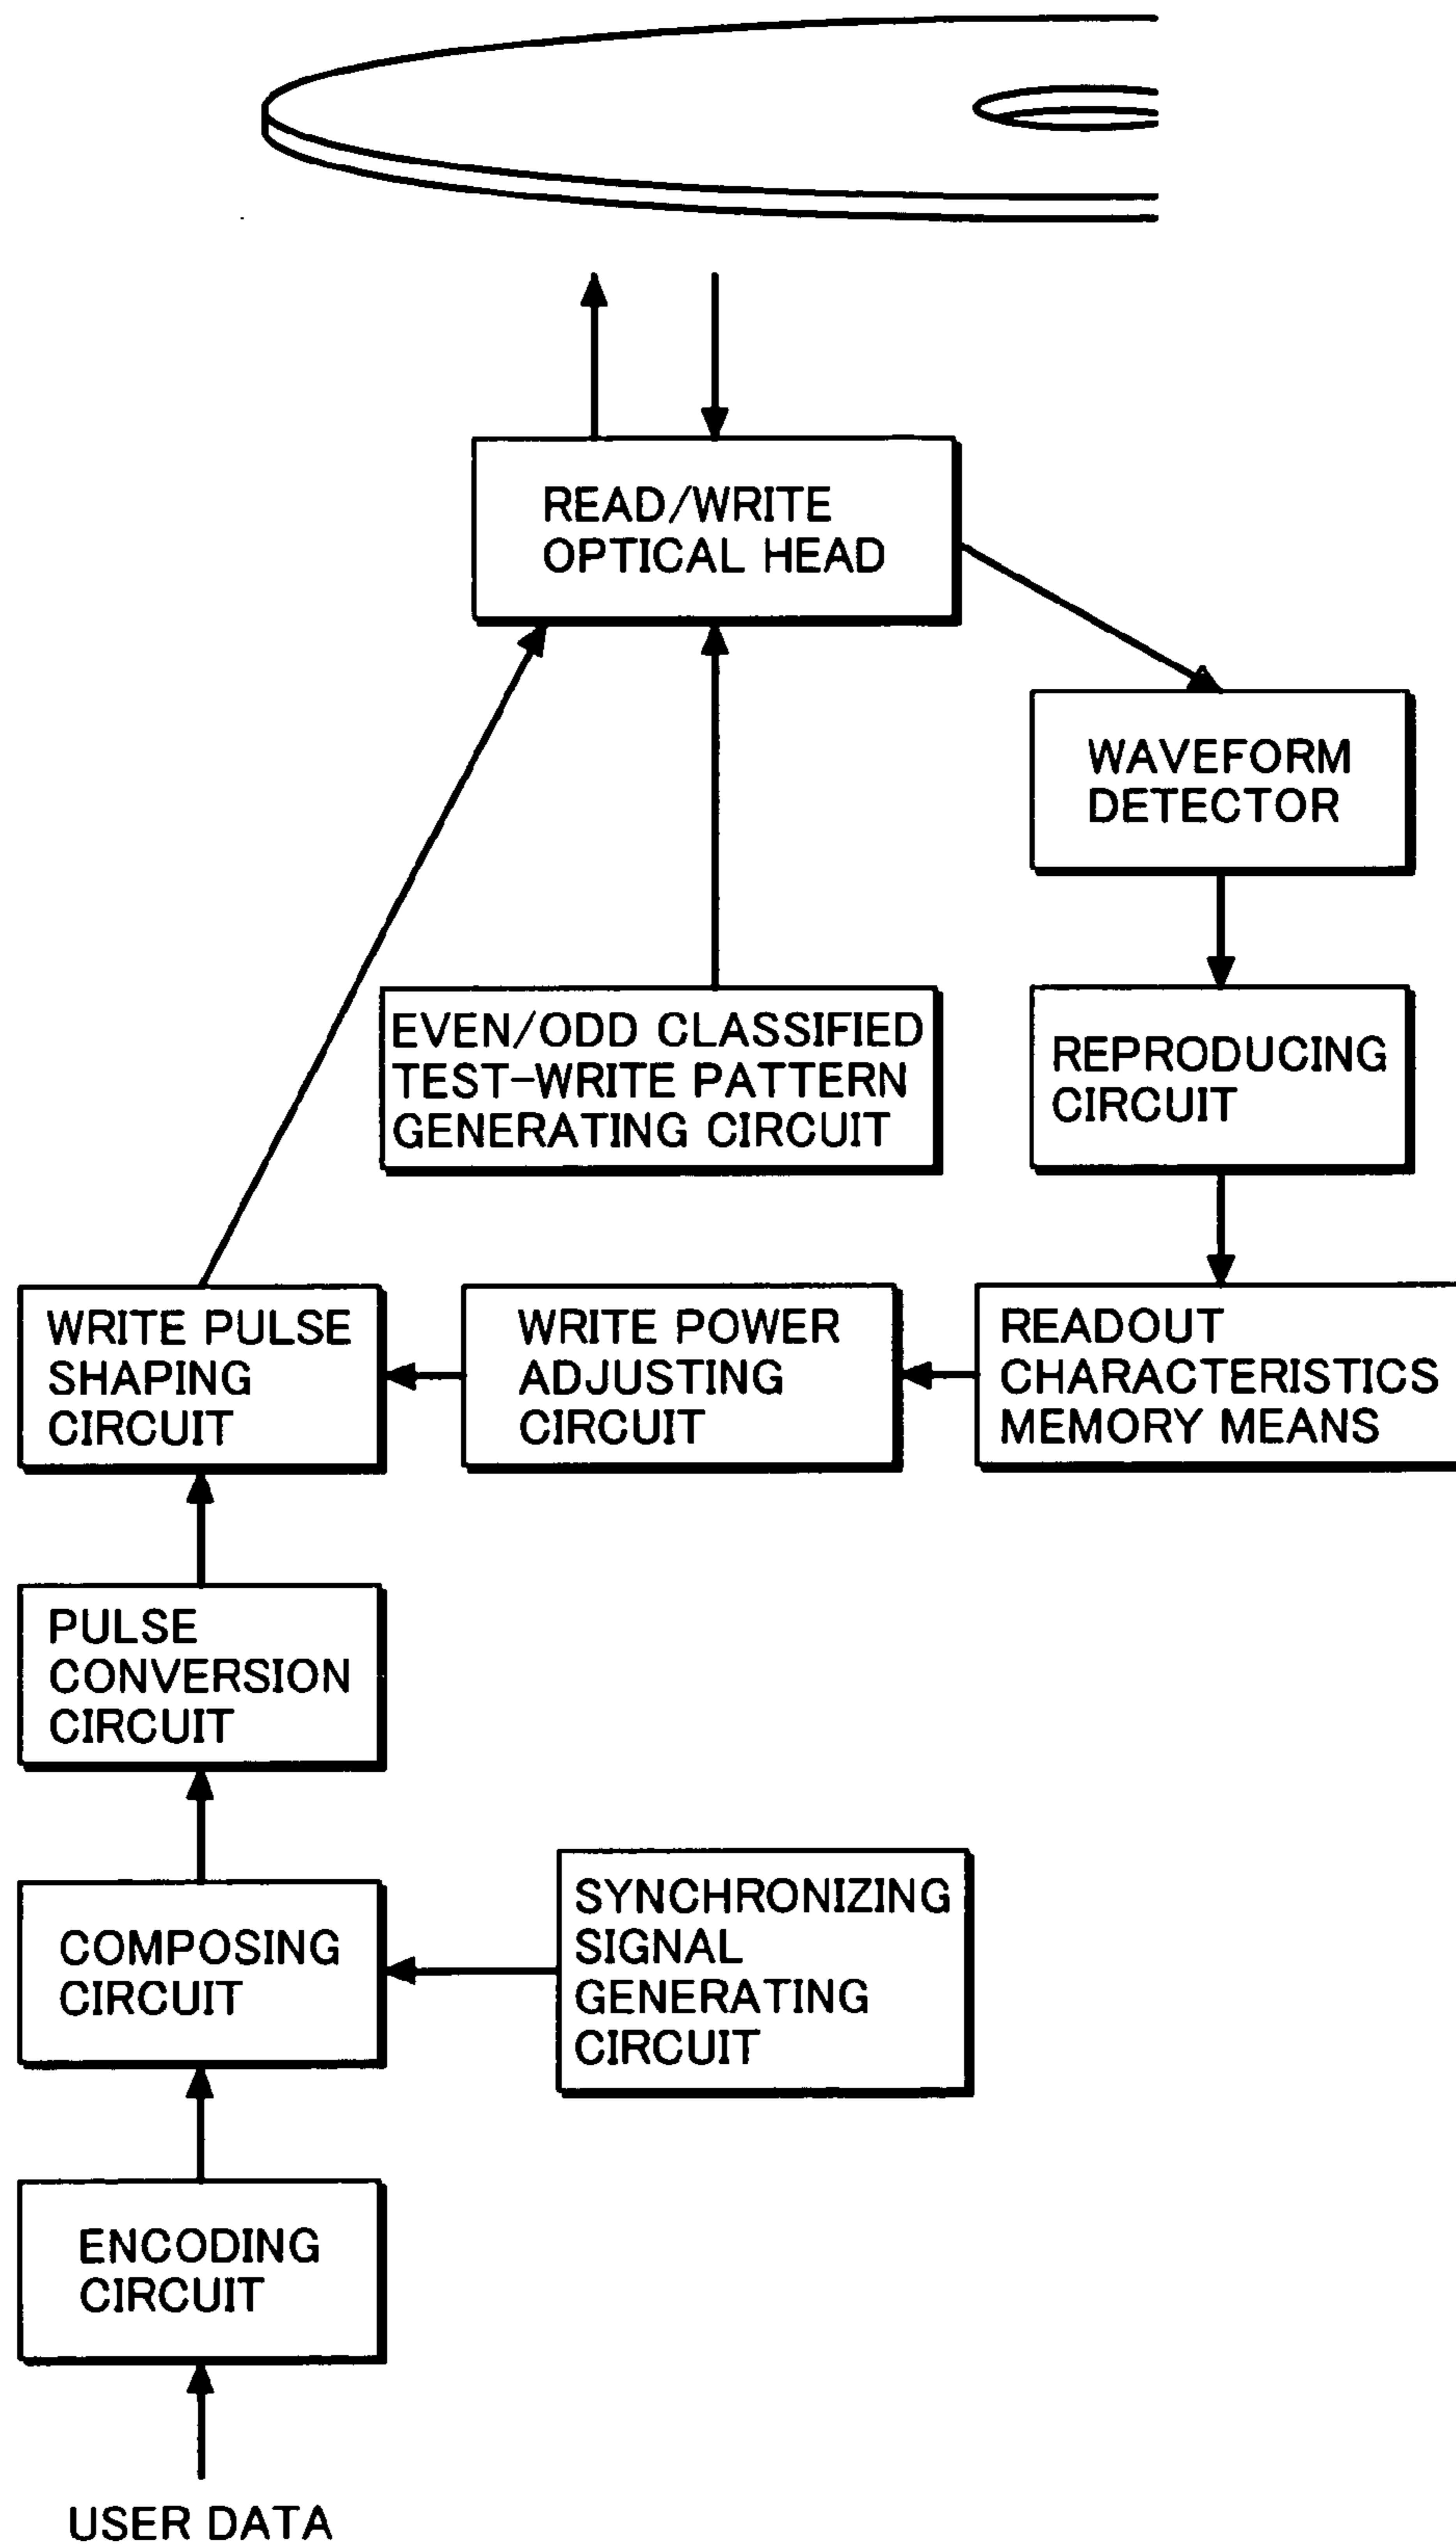 READ/WRITE
OPTICAL HEAD
WAVEFORM
DETECTOR
EVEN/ODD CLASSIFIED
TEST-WRITE PATTERN
GENERATING CIRCUIT
REPRODUCING
CIRCUIT
WRITE PULSE
SHAPING
CIRCUIT
WRITE POWER
ADJUSTING
CIRCUIT
READOUT
CHARACTERISTICS
MEMORY MEANS
PULSE
CONVERSION
CIRCUIT
COMPOSING
CIRCUIT
SYNCHRONIZING
SIGNAL
GENERATING
CIRCUIT
ENCODING
CIRCUIT
USER DATA